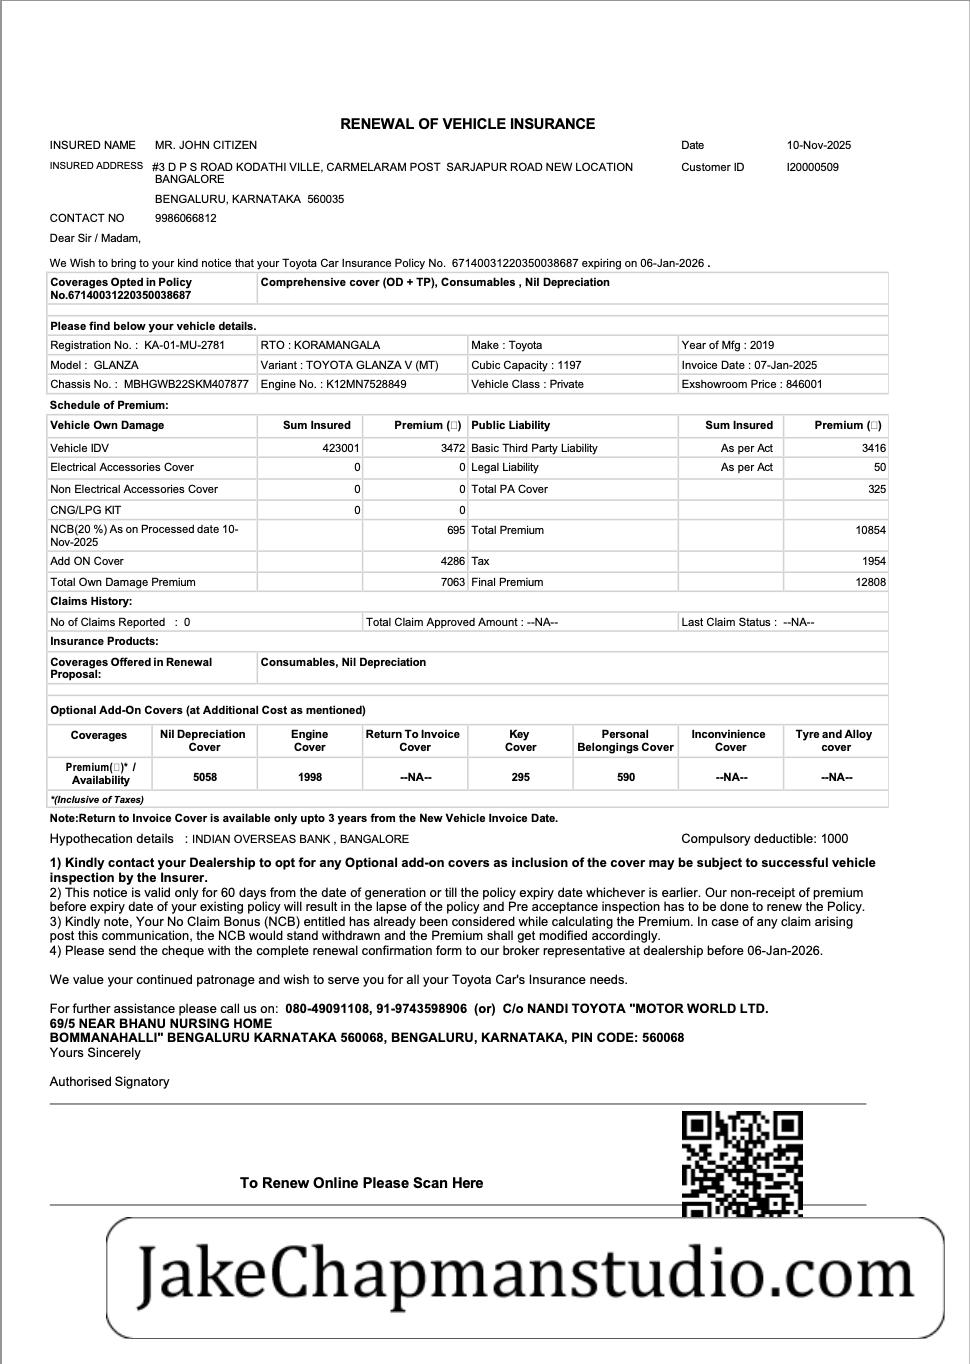 RENEWAL OF VEHICLE INSURANCE
INSURED NAME MR. JOHN CITIZEN Date 10-Nov-2025
INSURED ADDRESS #3 D P S ROAD KODATHI VILLE, CARMELARAM POST SARJAPUR ROAD NEW LOCATION Customer ID I20000509
BANGALORE
BENGALURU, KARNATAKA 560035
CONTACT NO 9986066812
Dear Sir / Madam,
We Wish to bring to your kind notice that your Toyota Car Insurance Policy No. 67140031220350038687 expiring on 06-Jan-2026 .
Coverages Opted in Policy Comprehensive cover (OD + TP), Consumables , Nil Depreciation
No.67140031220350038687
Please find below your vehicle details.
Registration No. : KA-01-MU-2781 RTO : KORAMANGALA Make : Toyota Year of Mfg : 2019
Model : GLANZA Variant : TOYOTA GLANZA V (MT) Cubic Capacity : 1197 Invoice Date : 07-Jan-2025
Chassis No. : MBHGWB22SKM407877 Engine No. : K12MN7528849 Vehicle Class : Private Exshowroom Price : 846001
Schedule of Premium:
Vehicle Own Damage Sum Insured Premium (▯) Public Liability Sum Insured Premium (▯)
Vehicle IDV 423001 3472 Basic Third Party Liability As per Act 3416
Electrical Accessories Cover 0 0 Legal Liability As per Act 50
Non Electrical Accessories Cover 0 0 Total PA Cover 325
CNG/LPG KIT 0 0
NCB(20 %) As on Processed date 10- 695 Total Premium 10854
Nov-2025
Add ON Cover 4286 Tax 1954
Total Own Damage Premium 7063 Final Premium 12808
Claims History:
No of Claims Reported : 0 Total Claim Approved Amount : --NA-- Last Claim Status : --NA--
Insurance Products:
Coverages Offered in Renewal Consumables, Nil Depreciation
Proposal:
Optional Add-On Covers (at Additional Cost as mentioned)
Coverages Nil Depreciation Engine Return To Invoice Key Personal Inconvinience Tyre and Alloy
Cover Cover Cover Cover Belongings Cover Cover cover
Premium(▯)* /
Availability 5058 1998 --NA-- 295 590 --NA-- --NA--
*(Inclusive of Taxes)
Note:Return to Invoice Cover is available only upto 3 years from the New Vehicle Invoice Date.
Hypothecation details : INDIAN OVERSEAS BANK , BANGALORE Compulsory deductible: 1000
1) Kindly contact your Dealership to opt for any Optional add-on covers as inclusion of the cover may be subject to successful vehicle
inspection by the Insurer.
2) This notice is valid only for 60 days from the date of generation or till the policy expiry date whichever is earlier. Our non-receipt of premium
before expiry date of your existing policy will result in the lapse of the policy and Pre acceptance inspection has to be done to renew the Policy.
3) Kindly note, Your No Claim Bonus (NCB) entitled has already been considered while calculating the Premium. In case of any claim arising
post this communication, the NCB would stand withdrawn and the Premium shall get modified accordingly.
4) Please send the cheque with the complete renewal confirmation form to our broker representative at dealership before 06-Jan-2026.
We value your continued patronage and wish to serve you for all your Toyota Car's Insurance needs.
For further assistance please call us on: 080-49091108, 91-9743598906 (or) C/o NANDI TOYOTA "MOTOR WORLD LTD.
69/5 NEAR BHANU NURSING HOME
BOMMANAHALLI" BENGALURU KARNATAKA 560068, BENGALURU, KARNATAKA, PIN CODE: 560068
Yours Sincerely
Authorised Signatory
To Renew Online Please Scan Here
JakeChapmanstudio.com